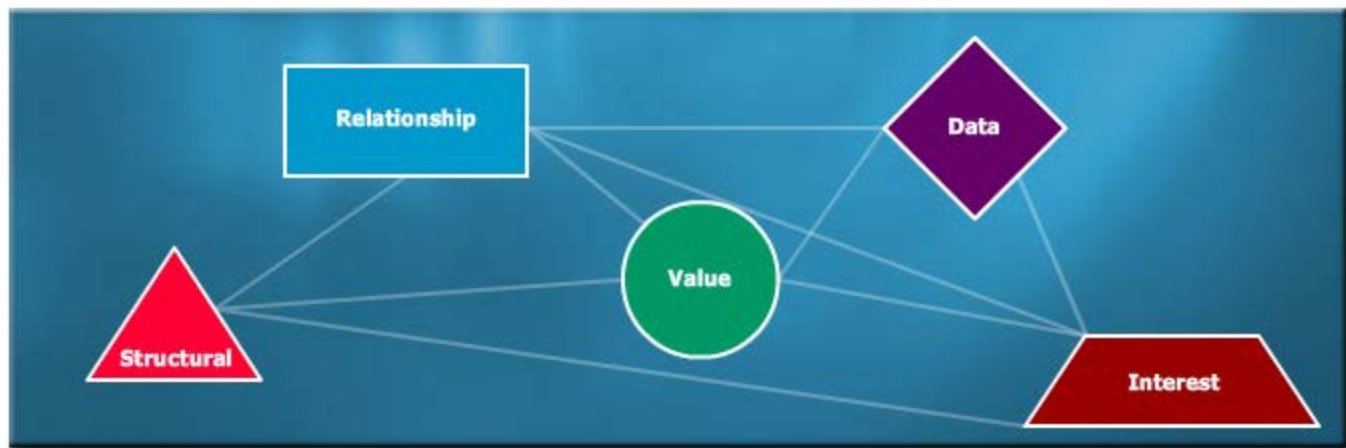 Relationship
Data
Value
Structural
Interest